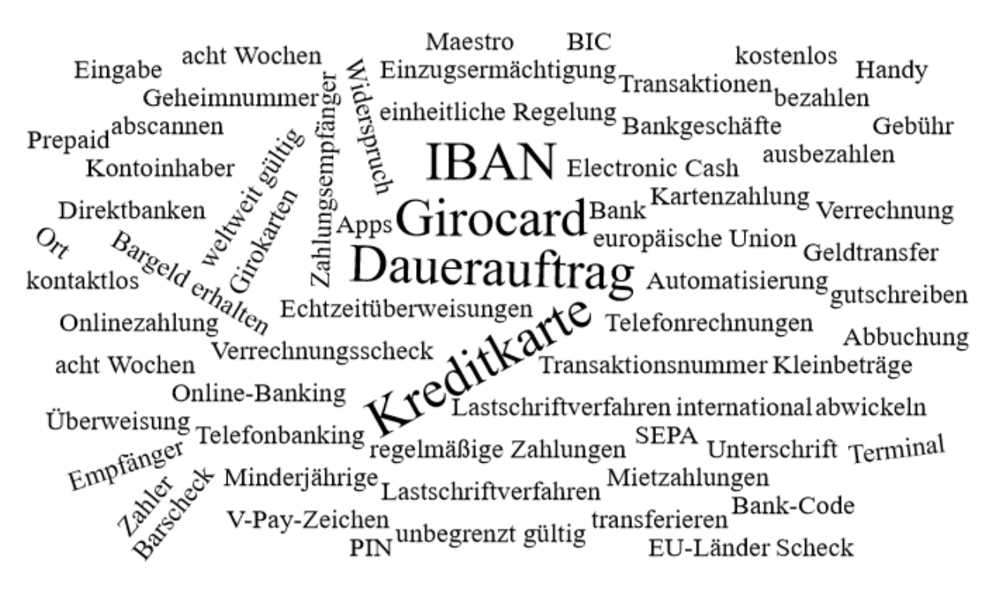 Maestro
BIC
acht Wochen
kostenlos
Eingabe
Einzugsermächtigung
Handy
Transaktionen
Geheimnummer
bezahlen
Widerspruch
Zahlungsempfänger
einheitliche Regelung
abscannen
Bankgeschäfte
Gebühr
Prepaid
ausbezahlen
IBAN
Kontoinhaber
Electronic Cash
weltweit gültig
Kartenzahlung
Direktbanken
Girokarten
Apps
Girocard
Bank
Verrechnung
europäische Union
Ort
Bargeld erhalten
Geldtransfer
Dauerauftrag
kontaktlos
Automatisierung
gutschreiben
Echtzeitüberweisungen
Onlinezahlung
Telefonrechnungen
Abbuchung
Kreditkarte
Verrechnungsscheck
acht Wochen
Transaktionsnummer
Kleinbeträge
Online-Banking
Lastschriftverfahren
international
abwickeln
Überweisung
Telefonbanking
SEPA
regelmäßige Zahlungen
Unterschrift
Terminal
Empfänger
Minderjährige
Mietzahlungen
Lastschriftverfahren
Zahler
Barscheck
Bank-Code
V-Pay-Zeichen
transferieren
unbegrenzt gültig
PIN
EU-Länder
Scheck